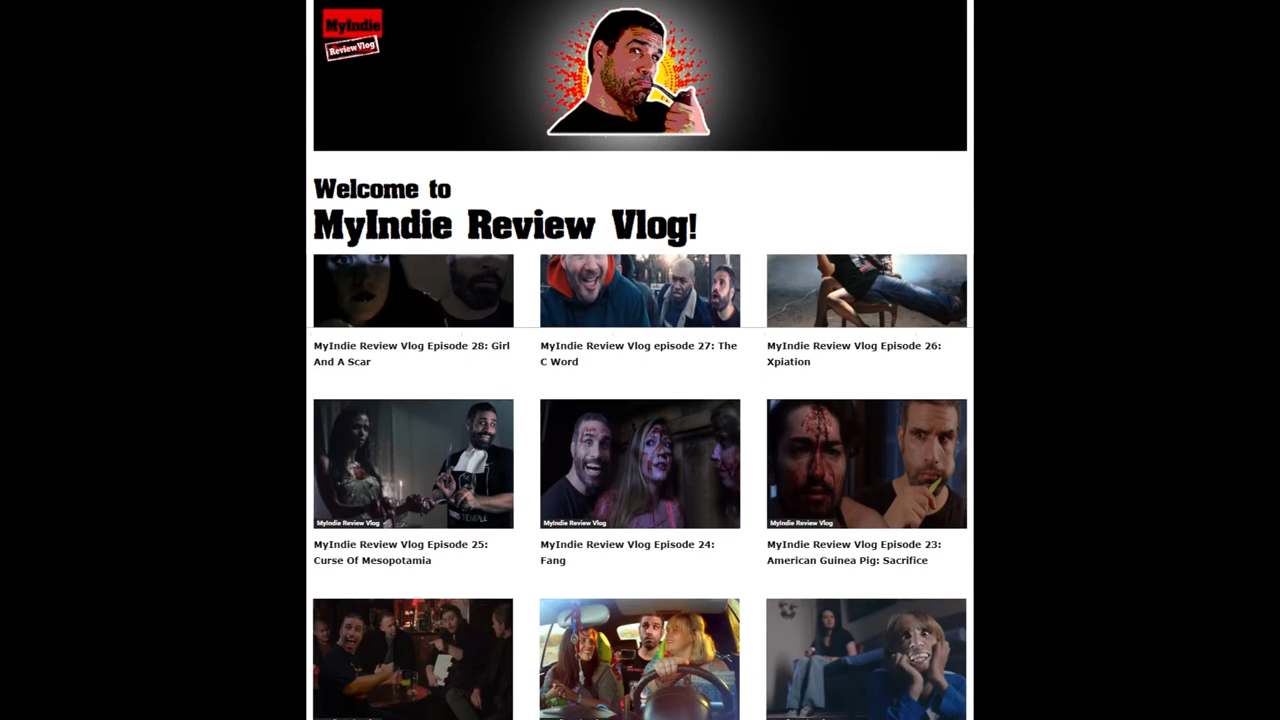 MyIndie
Review Vlog
Welcome to
MyIndie Review Vlog!
MyIndie Review Vlog Episode 28: Girl
And A Scar
MyIndie Review Vlog episode 27: The
C Word
MyIndie Review Vlog Episode 26:
Xpiation
MyIndie Review Vlog
MyIndie Review Vlog
MyIndie Review Vlog
MyIndie Review Vlog Episode 25:
Curse Of Mesopotamia
MyIndie Review Vlog Episode 24:
Fang
MyIndie Review Vlog Episode 23:
American Guinea Pig: Sacrifice